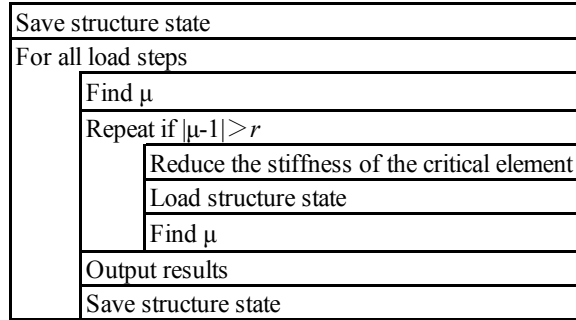 Save structure state
For all load steps
Find μ
Repeat if |μ-1|＞r
Reduce the stiffness of the critical element
Load structure state
Find μ
Output results
Save structure state